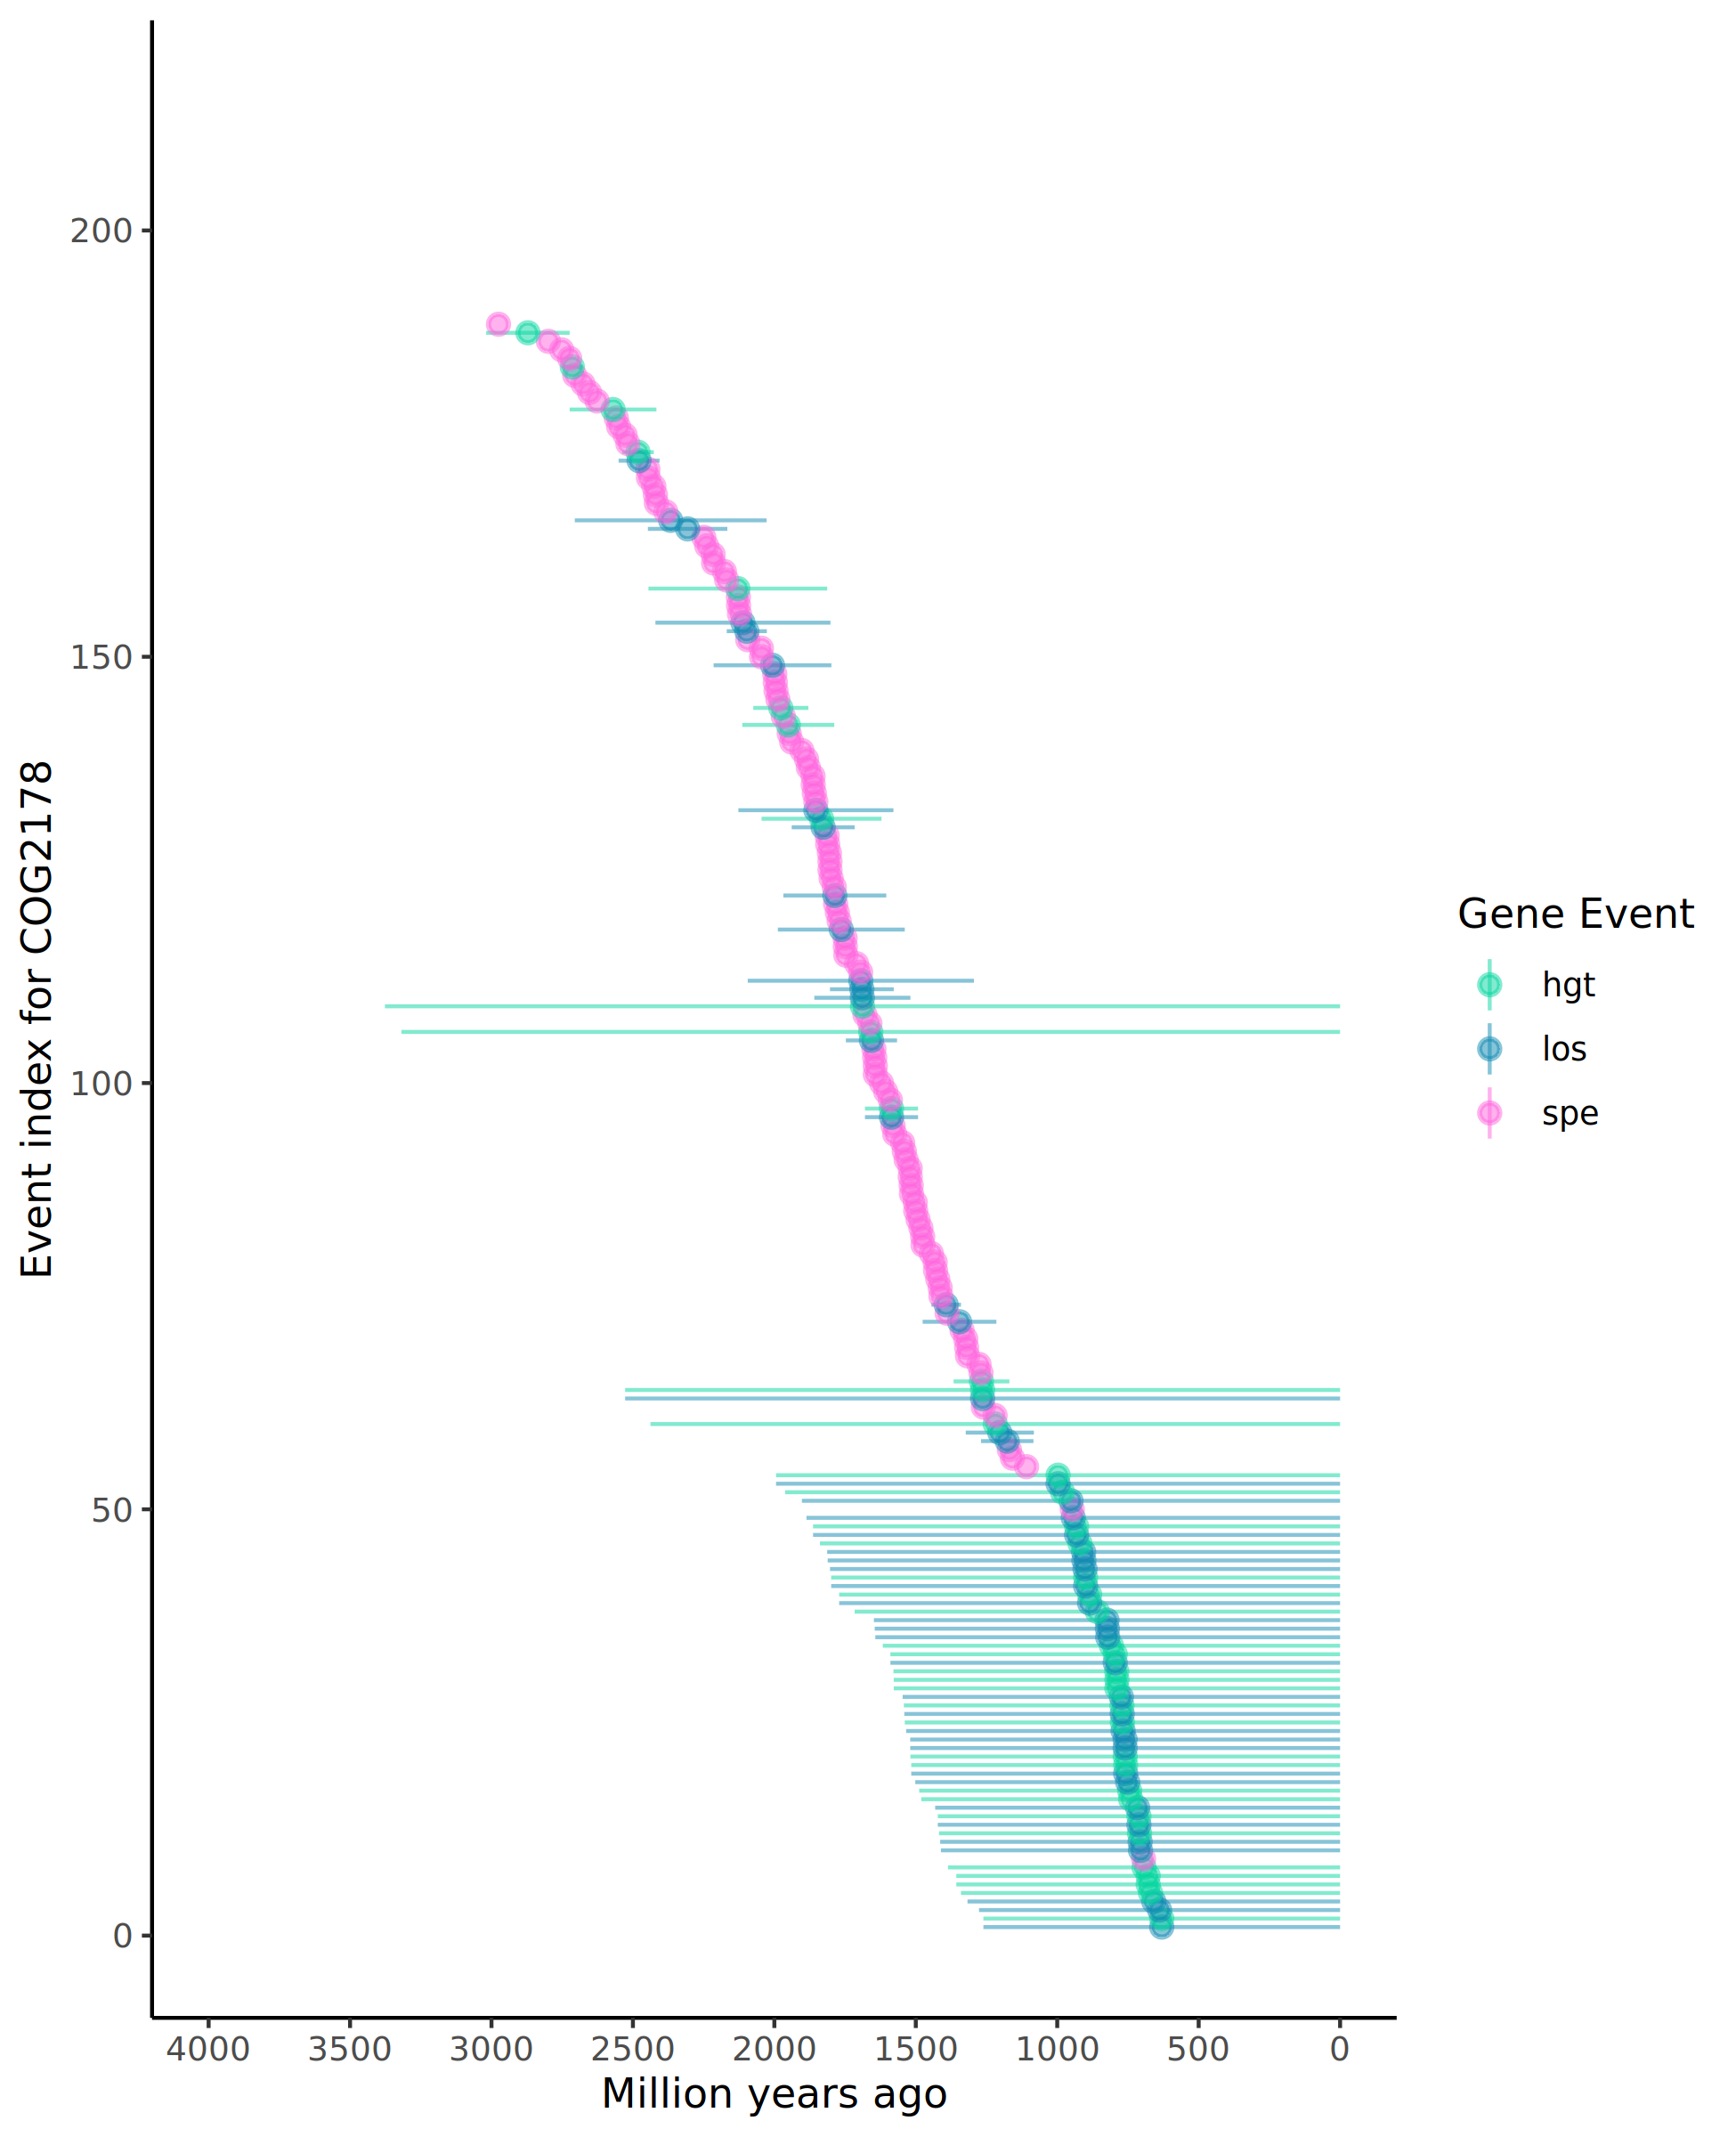 Event index for COG2178
200
150
100
50
0
4000 3500 3000 2500 2000 1500 1000 500 0
Million years ago
Gene Event
hgt
los
spe